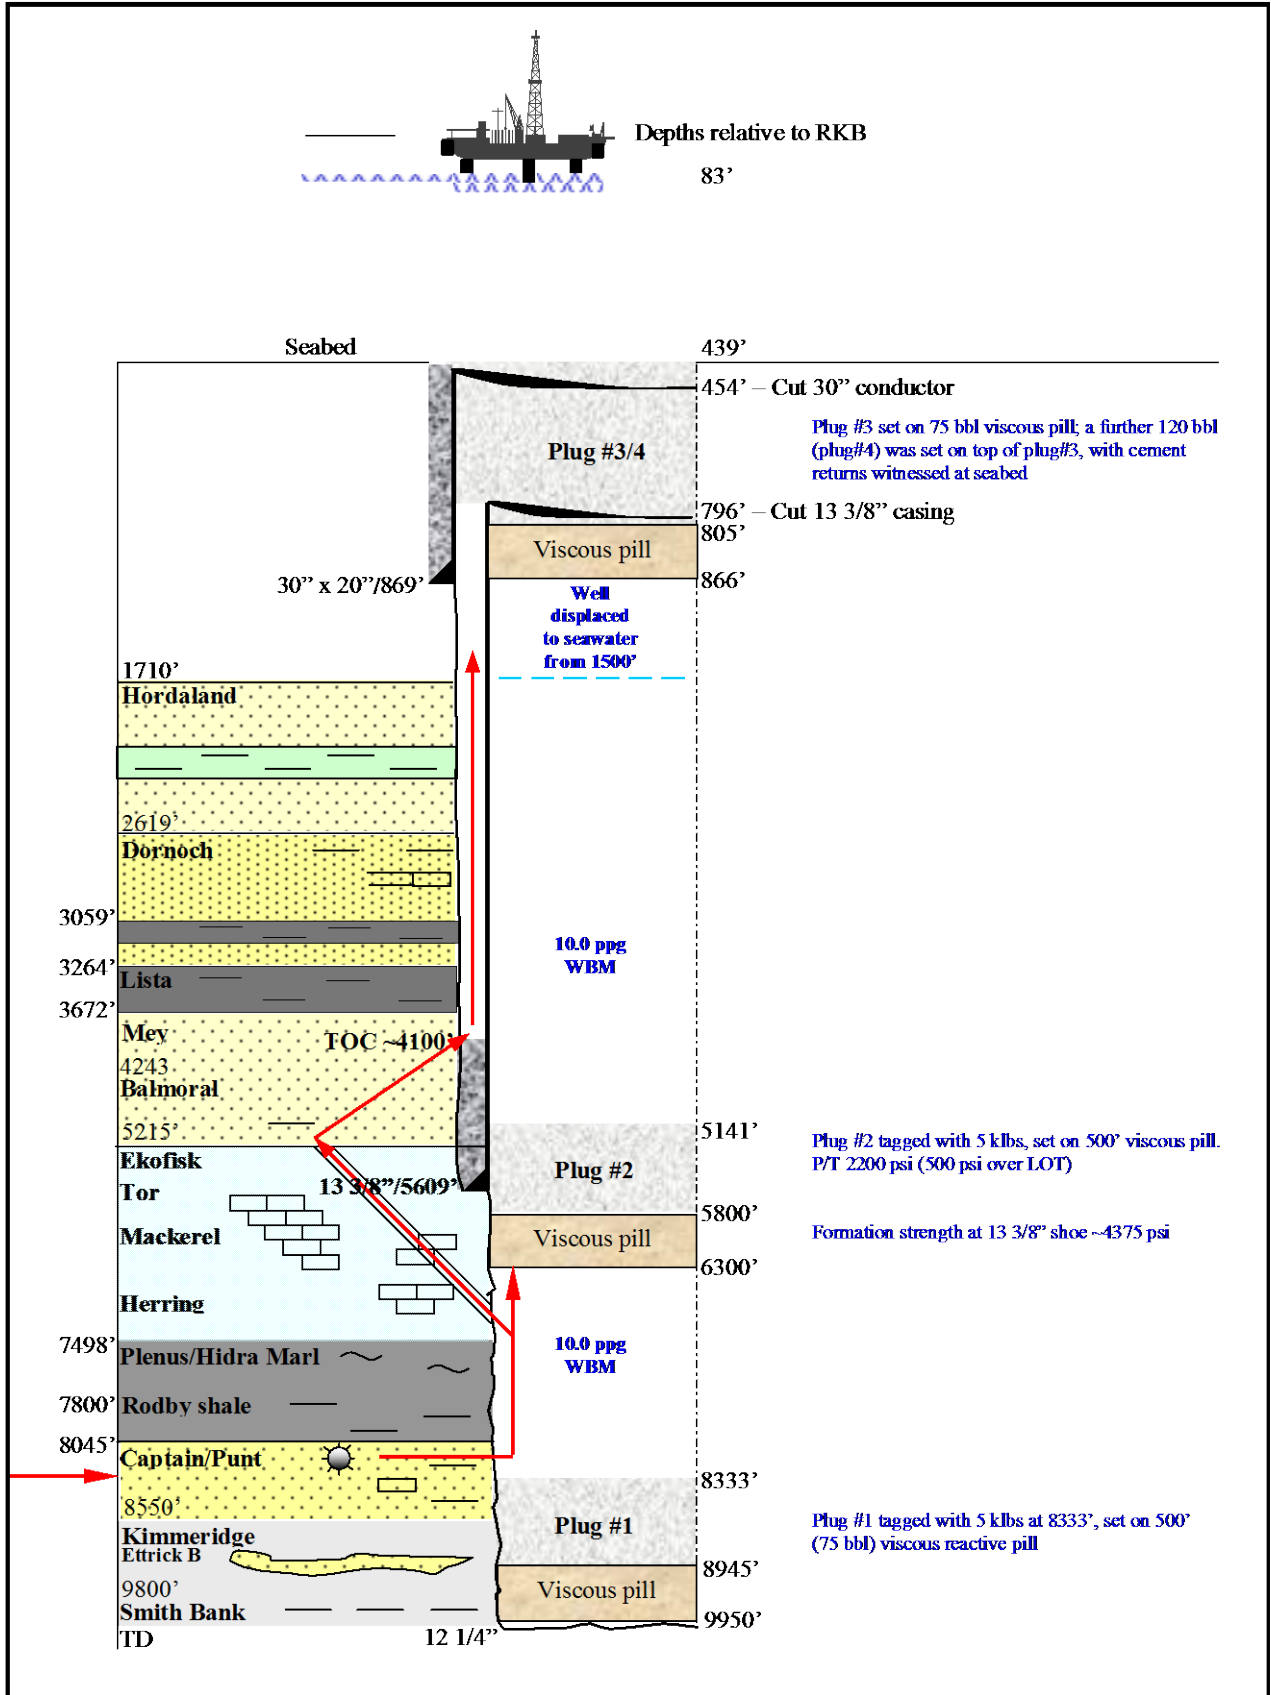 Depths relative to RKB
83’
Seabed
439’
454’ – Cut 30” conductor
Plug #3 set on 75 bbl viscous pill; a further 120 bbl
(plug#4) was set on top of plug#3, with cement
returns witnessed at seabed
Plug #3/4
796’ – Cut 13 3/8” casing
805’
Viscous pill
866’
30” x 20”/869’
Well
displaced
to seawater
from 1500’
1710’
Hordaland
2619’
Dornoch
3059’
10.0 ppg
WBM
3264’
Lista
3672’
Mey
TOC ~4100’
4243
Balmoral
5215’
5141’
Plug #2 tagged with 5 klbs, set on 500’ viscous pill.
P/T 2200 psi (500 psi over LOT)
Ekofisk
Plug #2
13 3/8”/5609’
Tor
5800’
Formation strength at 13 3/8” shoe ~4375 psi
Mackerel
Viscous pill
6300’
Herring
7498’
Plenus/Hidra Marl
10.0 ppg
WBM
7800’
Rodby shale
8045’
Captain/Punt
8333’
8550’
Plug #1
Plug #1 tagged with 5 klbs at 8333’, set on 500’
(75 bbl) viscous reactive pill
Kimmeridge
Ettrick B
8945’
9800’
Viscous pill
Smith Bank
9950’
TD
12 1/4”